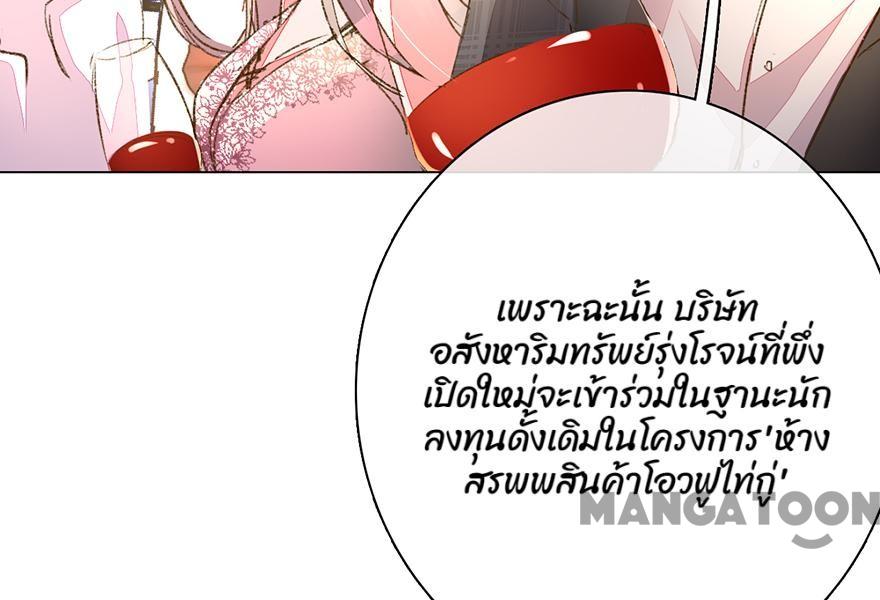 เพราะฉะนั้น บริษัท
อสังหาริมทรัพย์รุ่งโรจน์ที่พึ่ง
เปิดใหม่จะเข้าร่วมในฐานะนัก
ลงทุนดั้งเดิมในโครงการ'ห้าง
สรพพสินค้าโอวฟูไท่กู่'
MANGATOON